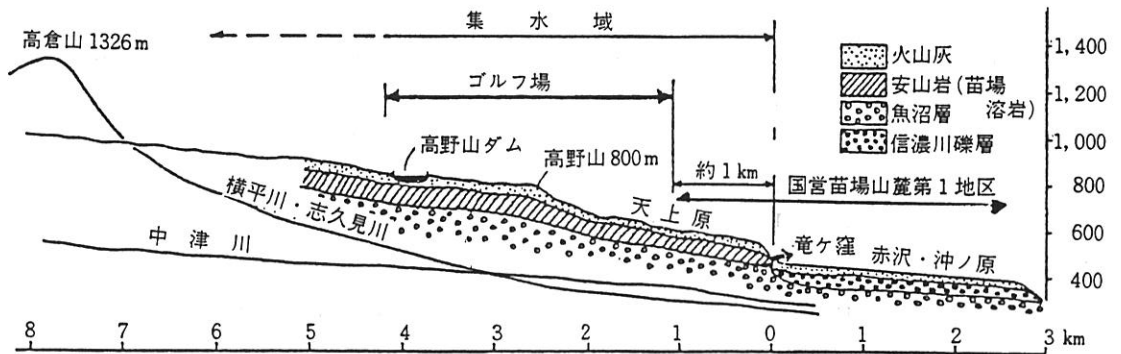 集水域
高倉山 1326m
1,400
火山灰
安山岩(苗場溶岩)
ゴルフ場
1,200
魚沼層
高野山ダム
高野山 800m
1,000
信濃川礫層
約1km
国営苗場山麓第1地区
800
横平川・志久見川
天上原
竜ケ窪
赤沢・沖ノ原
600
中津川
400
8 7 6 5 4 3 2 1 0 1 2 3 km